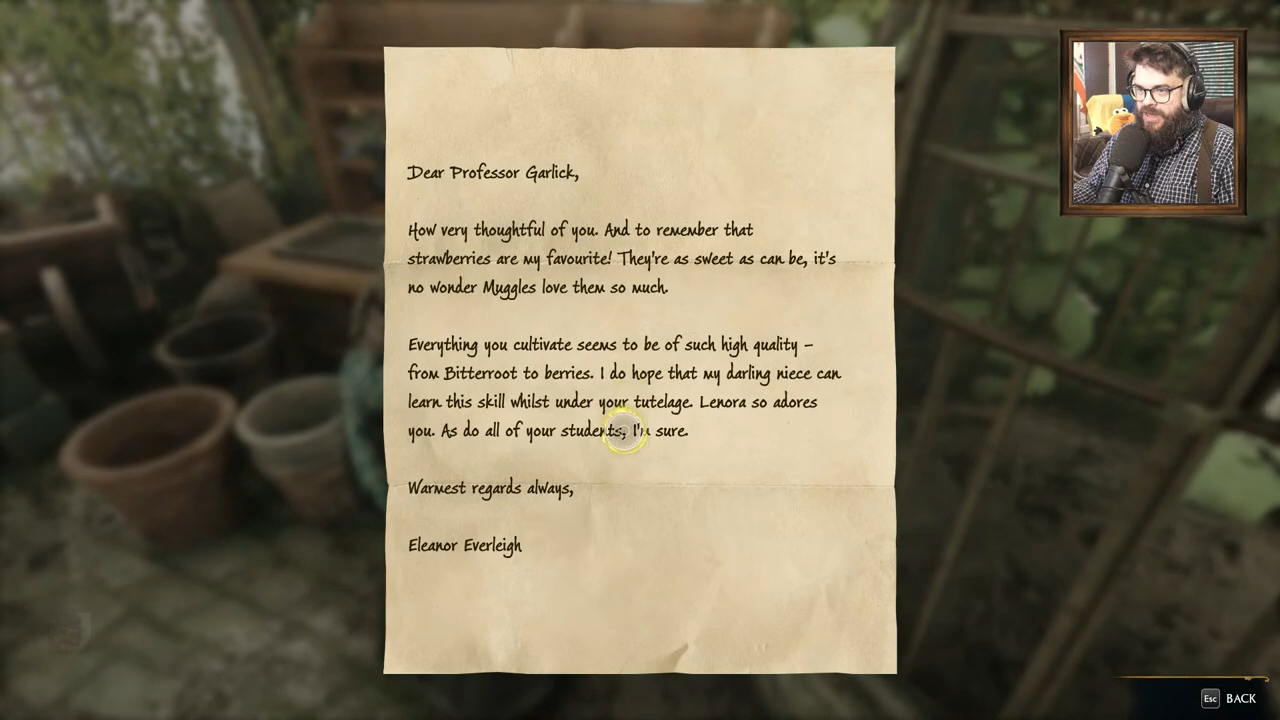 Dear Professor Garlick,
How very thoughtful of you. And to remember that
strawberries are my favourite! They're as sweet as can be, it's
no wonder Muggles love them so much.
Everything you cultivate seems to be of such high quality –
from Bitterroot to berries. I do hope that my darling niece can
learn this skill whilst under your tutelage. Lenora so adores
you. As do all of your students, I'm sure.
Warmest regards always,
Eleanor Everleigh
Esc BACK